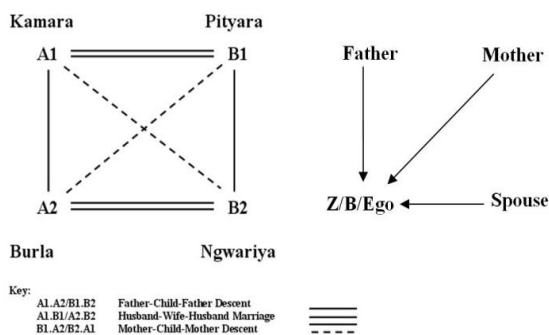 Kamara Pityara
A1 B1 Father Mother
A2 B2 Z/B/Ego Spouse
Burla Ngwariya
Key:
A1.A2/B1.B2 Father-Child-Father Descent
A1.B1/A2.B2 Husband-Wife-Husband Marriage
B1.A2/B2.A1 Mother-Child-Mother Descent